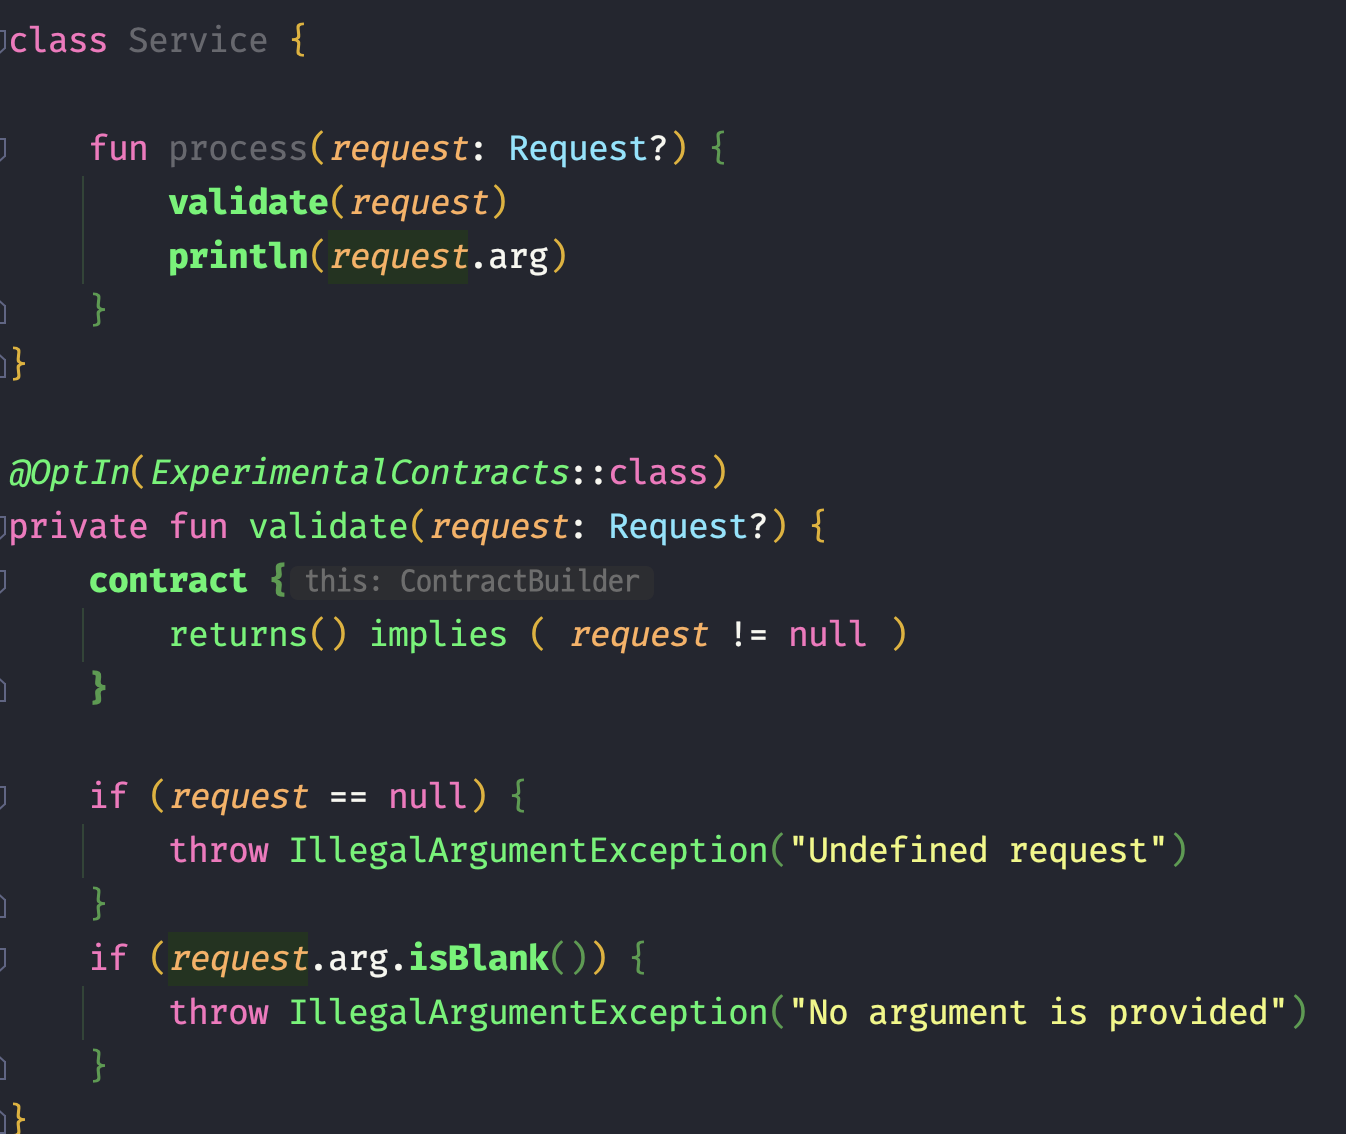 class Service {
fun process(request: Request?) {
validate(request)
println(request.arg)
}
}
@OptIn(ExperimentalContracts::class)
private fun validate(request: Request?) {
contract { this: ContractBuilder
returns() implies ( request != null )
}
if (request == null) {
throw IllegalArgumentException("Undefined request")
}
if (request.arg.isBlank()) {
throw IllegalArgumentException("No argument is provided")
}
}